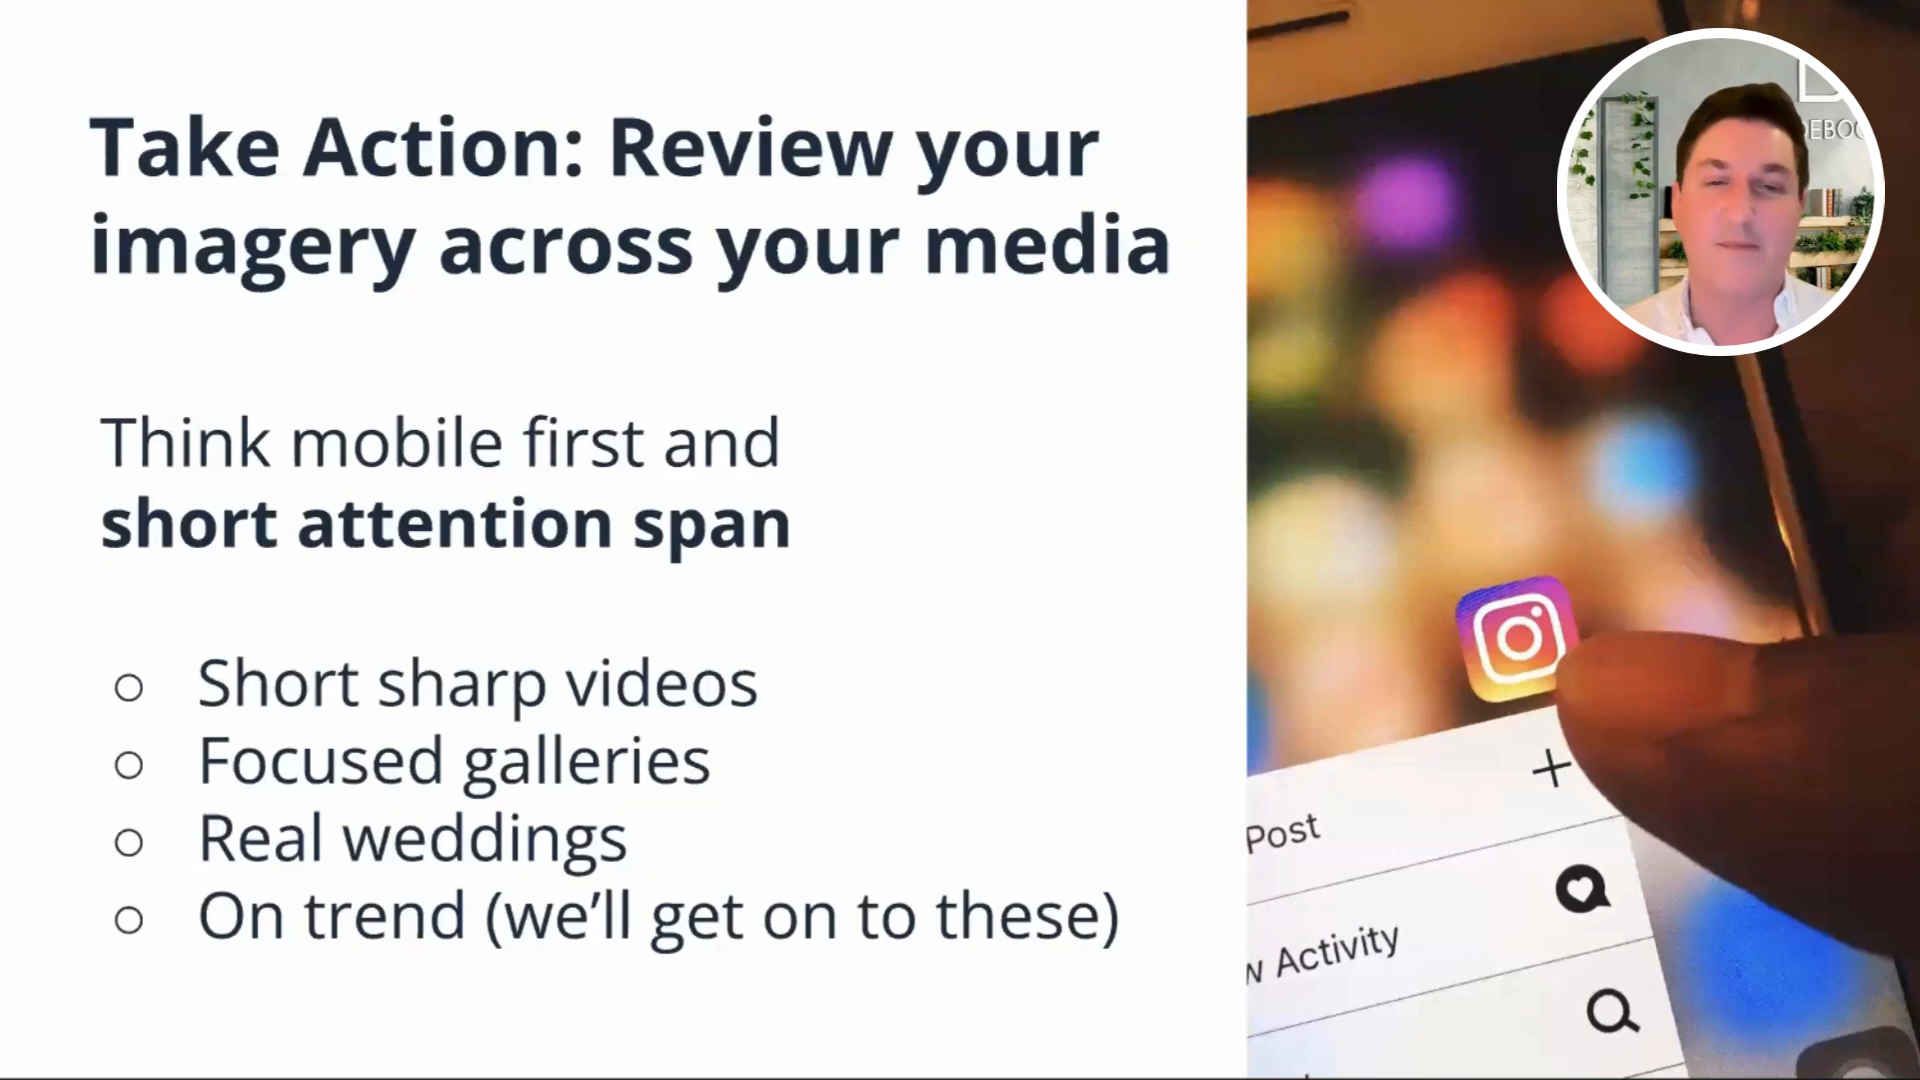 Take Action: Review your
imagery across your media
Think mobile first and
short attention span
○ Short sharp videos
○ Focused galleries
○ Real weddings
○ On trend (we’ll get on to these)
Post
w Activity